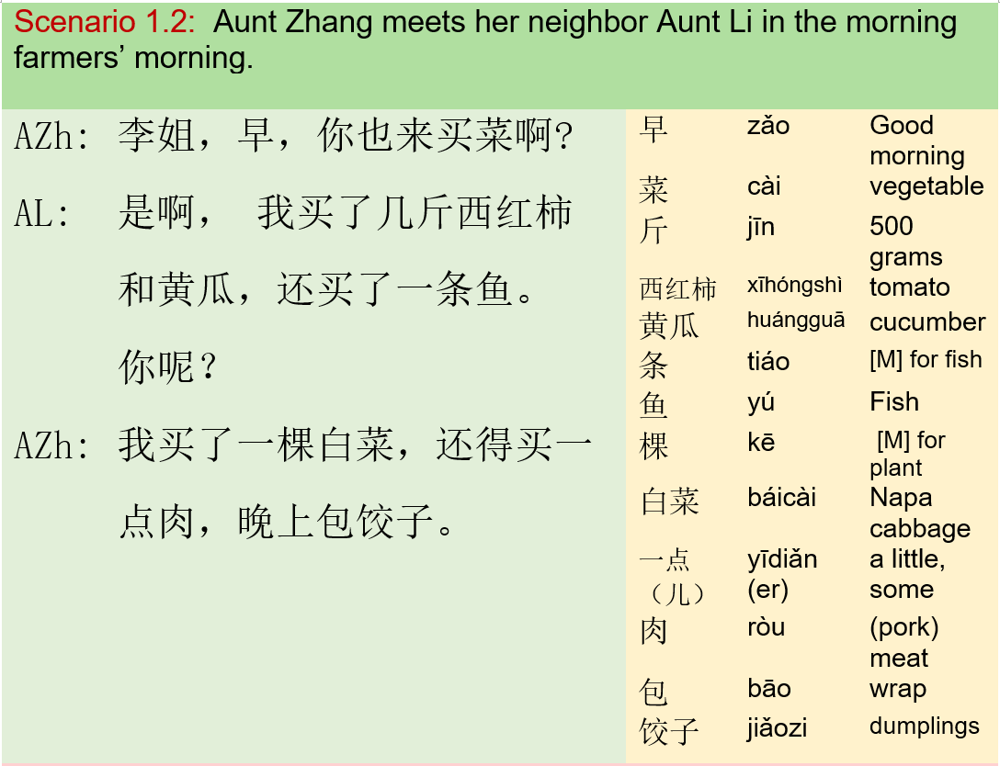 Scenario 1.2: Aunt Zhang meets her neighbor Aunt Li in the morning
farmers’ morning.
AZh: 李姐，早，你也来买菜啊?
AL: 是啊， 我买了几斤西红柿
和黄瓜，还买了一条鱼。
你呢？
AZh: 我买了一棵白菜，还得买一
点肉，晚上包饺子。
早 zǎo Good
morning
菜 cài vegetable
斤 jīn 500
grams
西红柿 xīhóngshì tomato
黄瓜 huángguā cucumber
条 tiáo [M] for fish
鱼 yú Fish
棵 kē [M] for
plant
白菜 báicài Napa
cabbage
一点 yīdiǎn a little,
（儿） (er) some
肉 ròu (pork)
meat
包 bāo wrap
饺子 jiǎozi dumplings